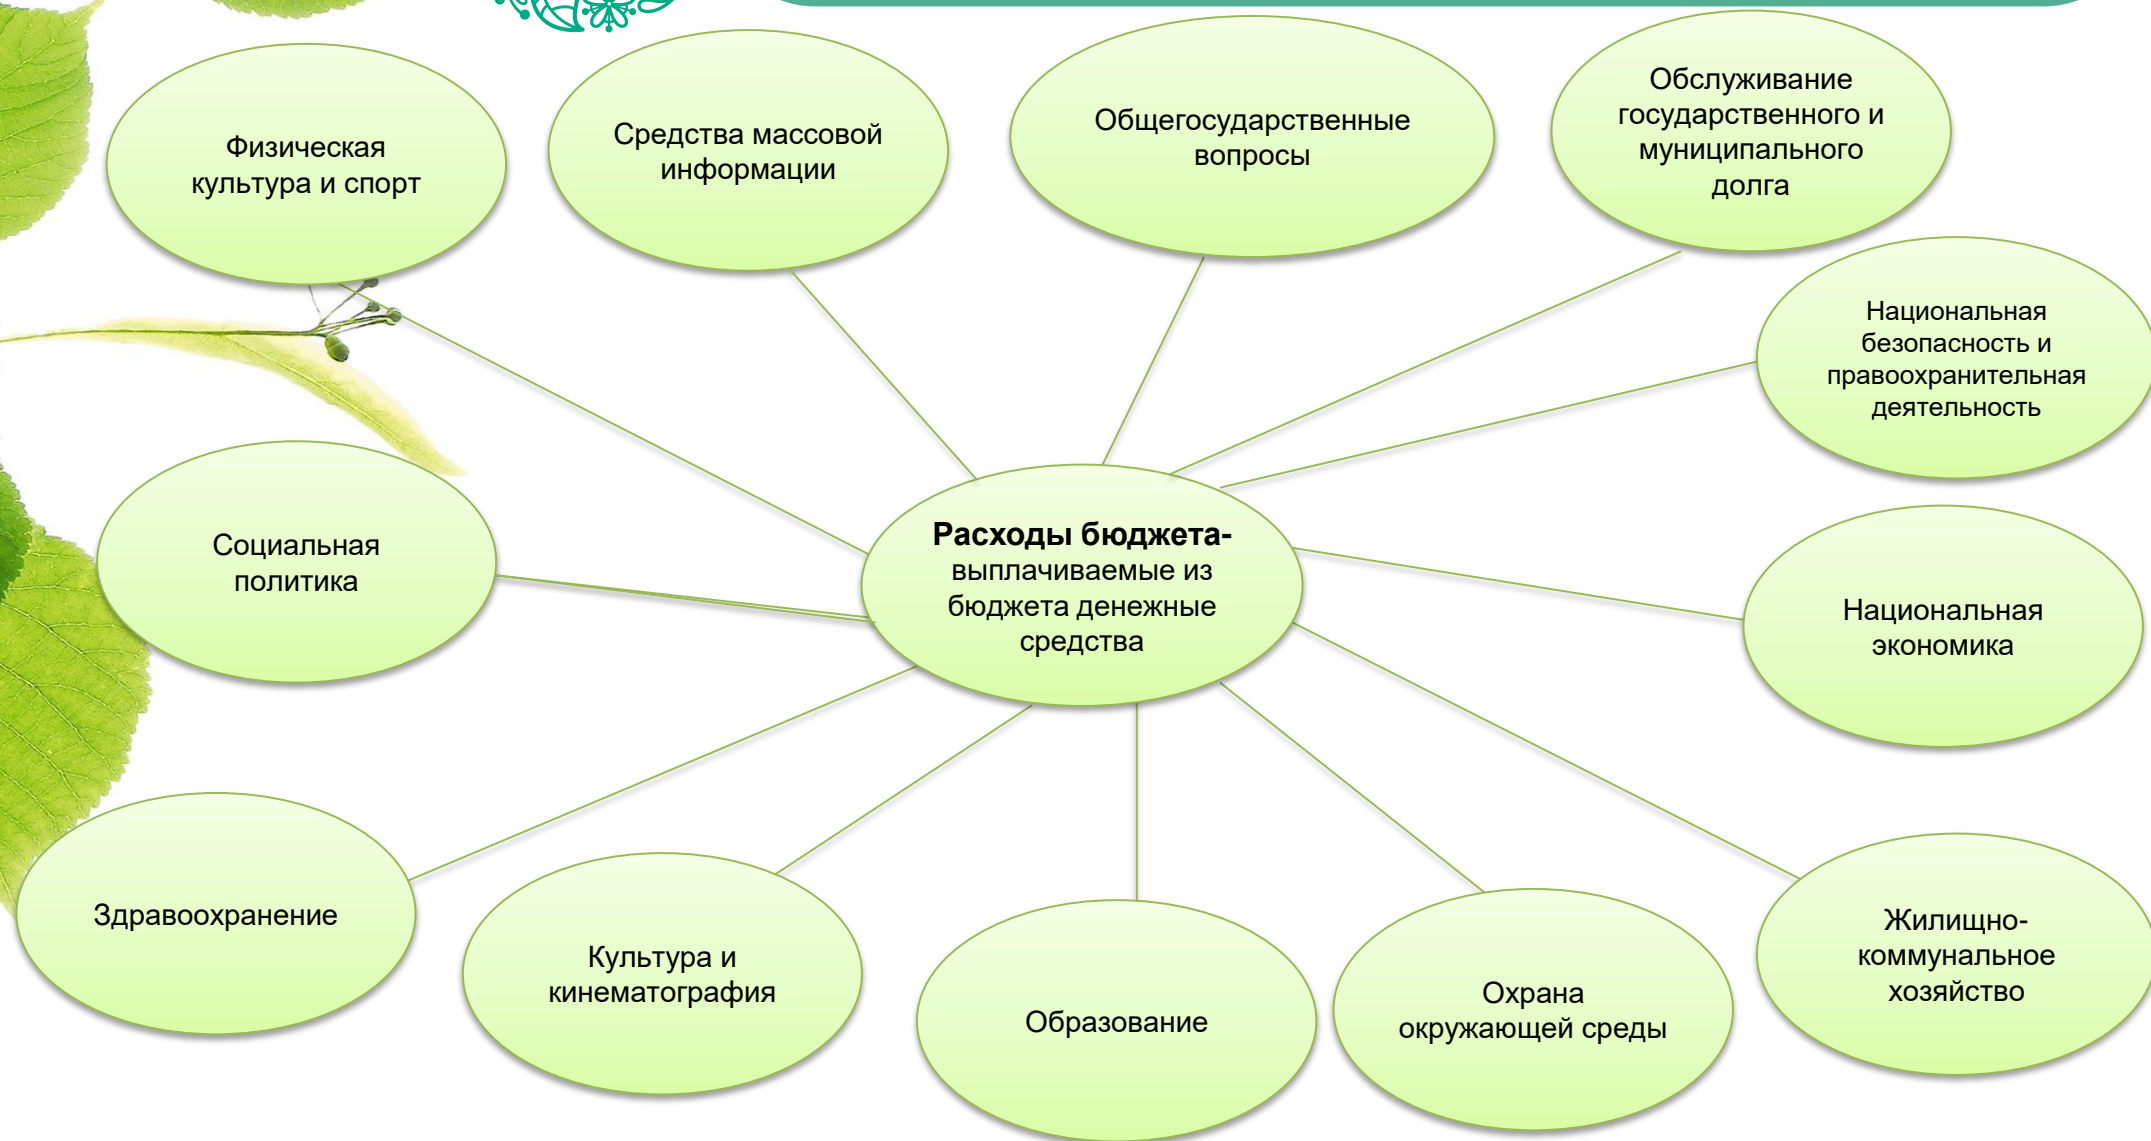 Физическая
культура и спорт
Средства массовой
информации
Общегосударственные
вопросы
Обслуживание
государственного и
муниципального
долга
Национальная
безопасность и
правоохранительная
деятельность
Социальная
политика
Расходы бюджета-
выплачиваемые из
бюджета денежные
средства
Национальная
экономика
Здравоохранение
Культура и
кинематография
Образование
Охрана
окружающей среды
Жилищно-
коммунальное
хозяйство